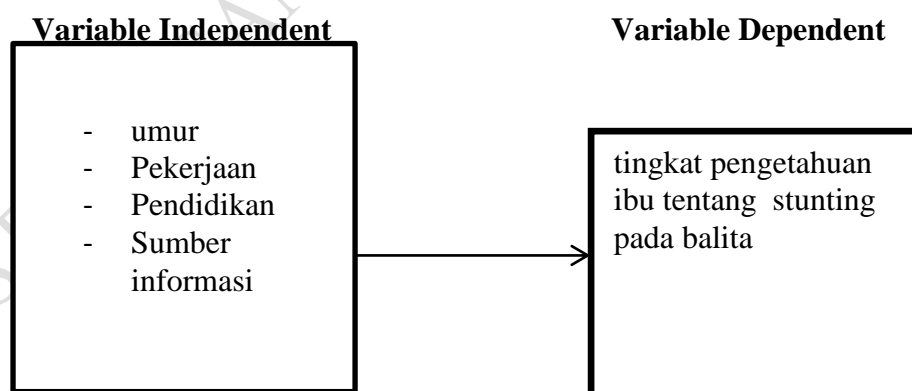 Variable Independent
Variable Dependent
- umur
- Pekerjaan
- Pendidikan
- Sumber
informasi
tingkat pengetahuan
ibu tentang stunting
pada balita